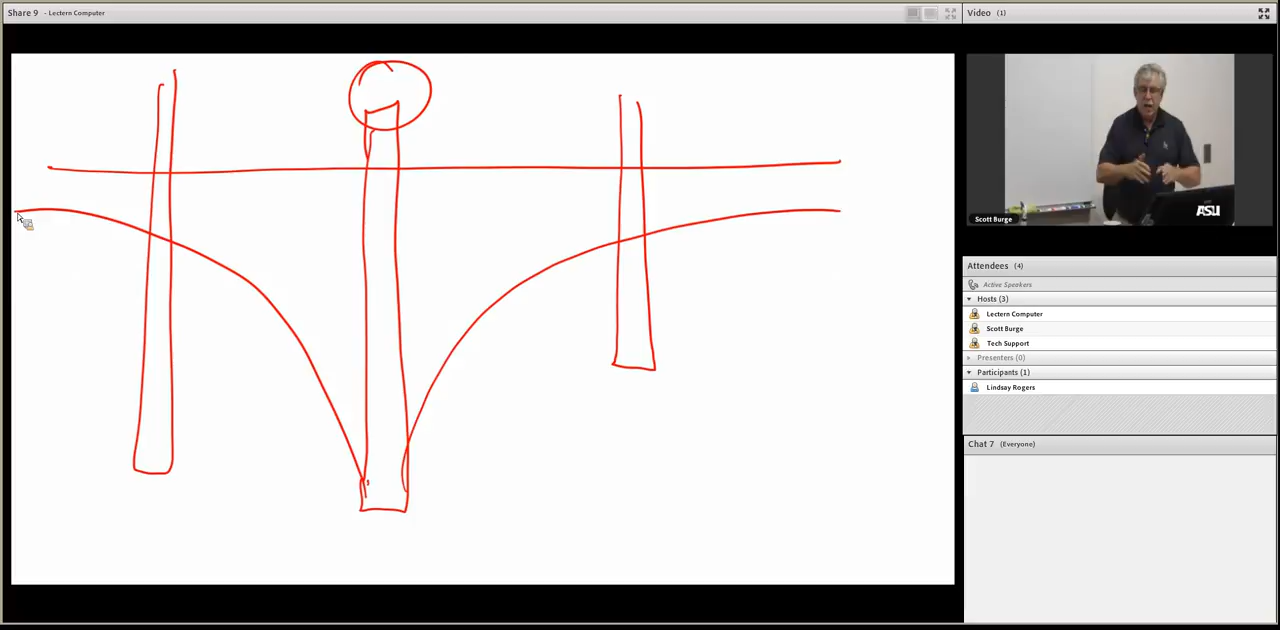 Share 9 - Lectern Computer
Video (1)
Scott Burge
ASU
Attendees (4)
Active Speakers
Hosts (3)
Lectern Computer
Scott Burge
Tech Support
Presenters (0)
Participants (1)
Lindsay Rogers
Chat 7 (Everyone)